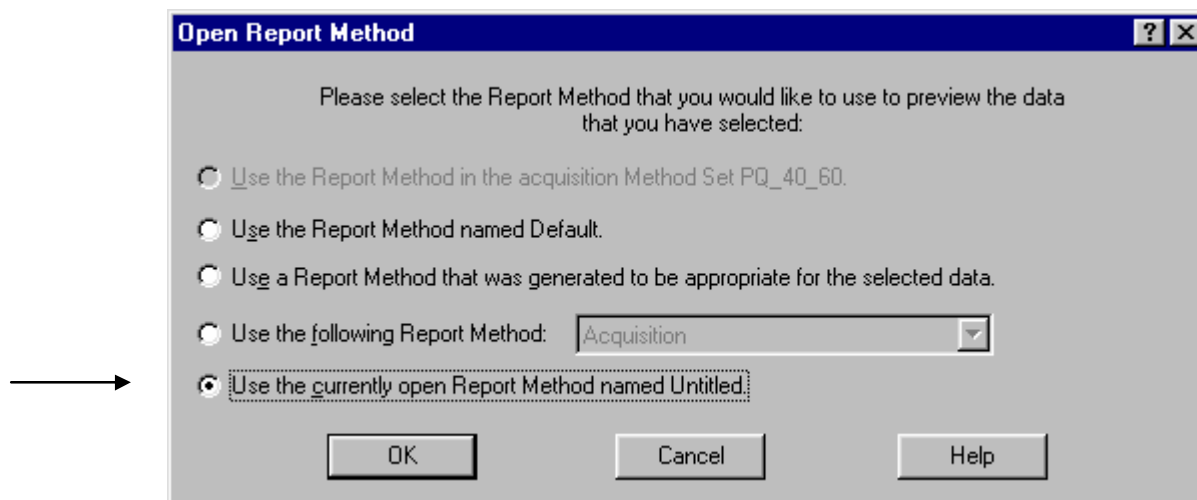 Open Report Method
Please select the Report Method that you would like to use to preview the data
that you have selected:
Use the Report Method in the acquisition Method Set PQ_40_60.
Use the Report Method named Default.
Use a Report Method that was generated to be appropriate for the selected data.
Use the following Report Method: Acquisition
Use the currently open Report Method named Untitled.
OK Cancel Help